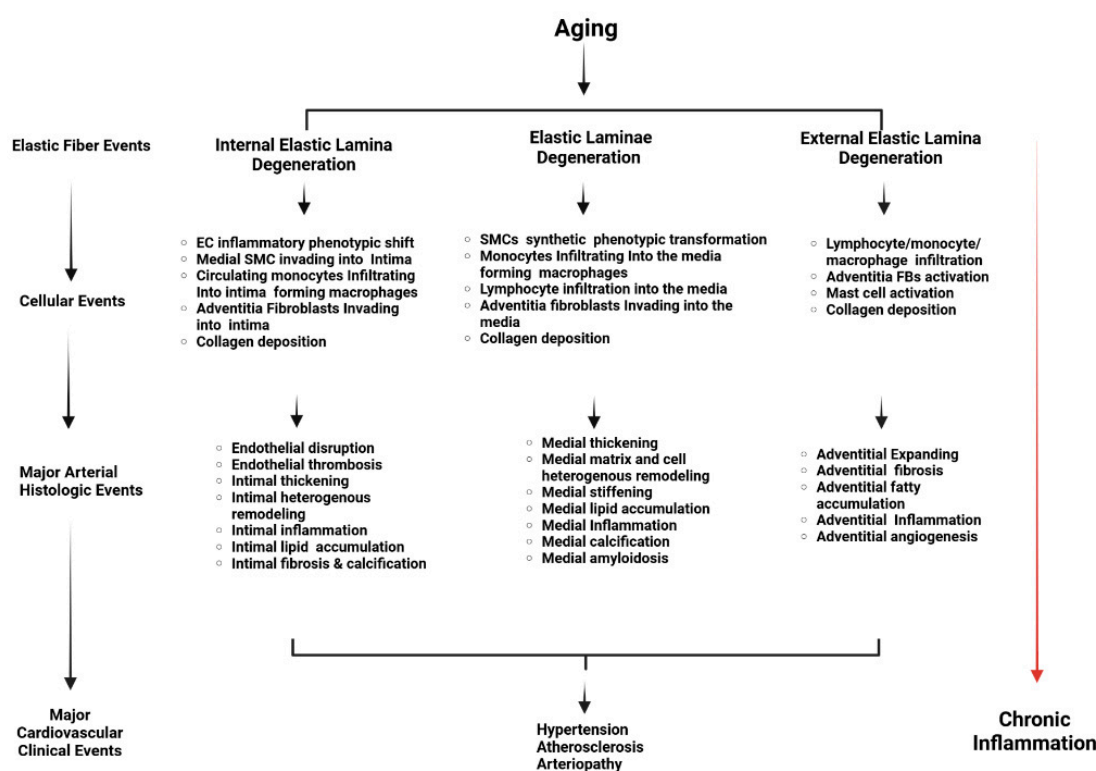 Aging
Elastic Fiber Events
Internal Elastic Lamina
Degeneration
Elastic Laminae
Degeneration
External Elastic Lamina
Degeneration
Cellular Events
EC inflammatory phenotypic shift
Medial SMC invading into Intima
Circulating monocytes Infiltrating
Into intima forming macrophages
Adventitia Fibroblasts Invading
into intima
Collagen deposition
SMCs synthetic phenotypic transformation
Monocytes Infiltrating Into the media
forming macrophages
Lymphocyte infiltration into the media
Adventitia fibroblasts Invading into the
media
Collagen deposition
Lymphocyte/monocyte/
macrophage infiltration
Adventitia FBs activation
Mast cell activation
Collagen deposition
Major Arterial
Histologic Events
Endothelial disruption
Endothelial thrombosis
Intimal thickening
Intimal heterogenous
remodeling
Intimal inflammation
Intimal lipid accumulation
Intimal fibrosis & calcification
Medial thickening
Medial matrix and cell
heterogenous remodeling
Medial stiffening
Medial lipid accumulation
Medial Inflammation
Medial calcification
Medial amyloidosis
Adventitial Expanding
Adventitial fibrosis
Adventitial fatty
accumulation
Adventitial Inflammation
Adventitial angiogenesis
Major
Cardiovascular
Clinical Events
Hypertension
Atherosclerosis
Arteriopathy
Chronic
Inflammation